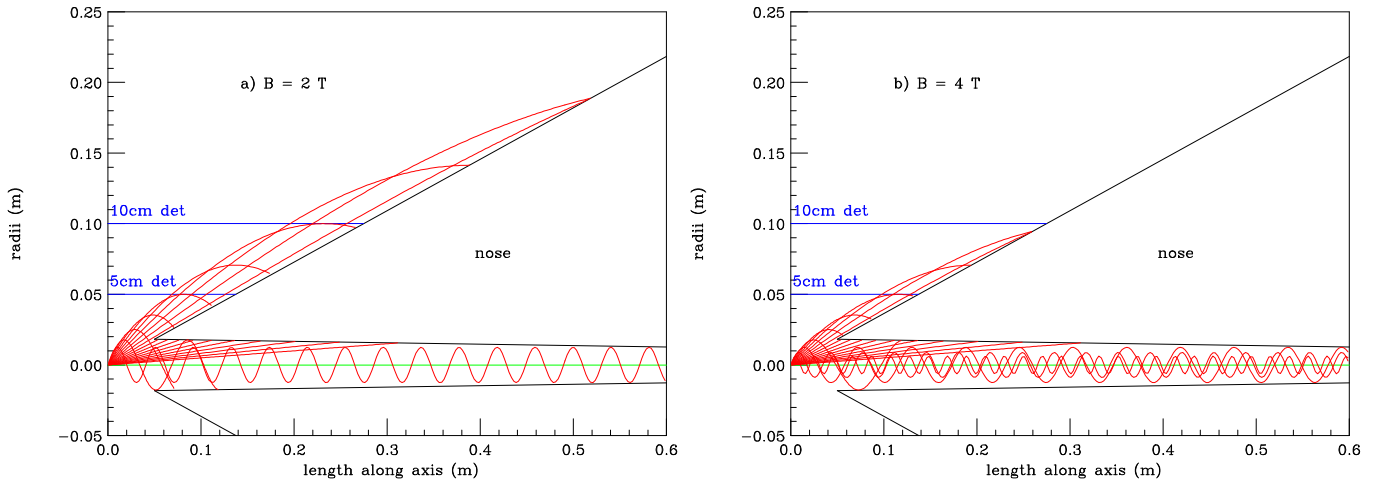 0.25
0.20
0.15
0.10
0.05
0.00
−0.05
radii (m)
a) B = 2 T
10cm det
5cm det
nose
0.0 0.1 0.2 0.3 0.4 0.5 0.6
length along axis (m)
0.25
0.20
0.15
0.10
0.05
0.00
−0.05
radii (m)
b) B = 4 T
10cm det
5cm det
nose
0.0 0.1 0.2 0.3 0.4 0.5 0.6
length along axis (m)